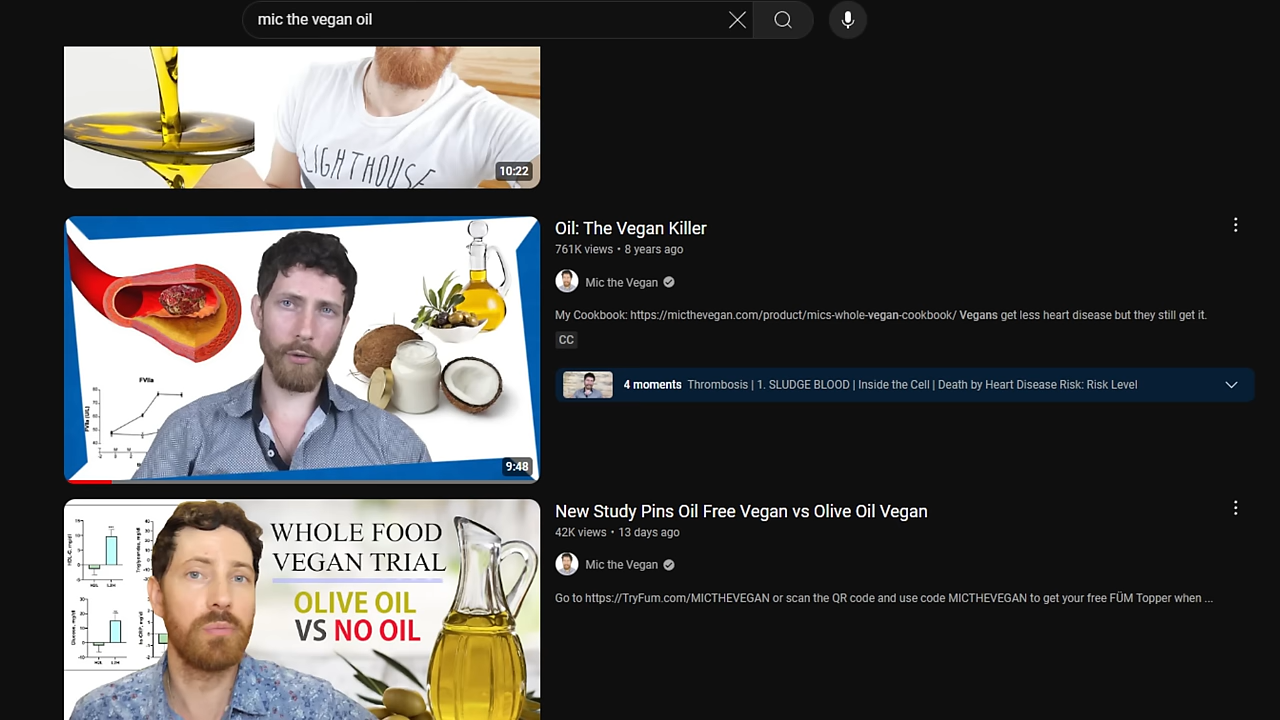 mic the vegan oil
LIGHTHOUSE
10:22
Oil: The Vegan Killer
761K views • 8 years ago
Mic the Vegan
My Cookbook: https://micthevegan.com/product/mics-whole-vegan-cookbook/ Vegans get less heart disease but they still get it.
CC
4 moments Thrombosis | 1. SLUDGE BLOOD | Inside the Cell | Death by Heart Disease Risk: Risk Level
FVIIa
9:48
New Study Pins Oil Free Vegan vs Olive Oil Vegan
42K views • 13 days ago
Mic the Vegan
Go to https://TryFum.com/MICTHEVEGAN or scan the QR code and use code MICTHEVEGAN to get your free FÜM Topper when ...
WHOLE FOOD
VEGAN TRIAL
OLIVE OIL
VS NO OIL